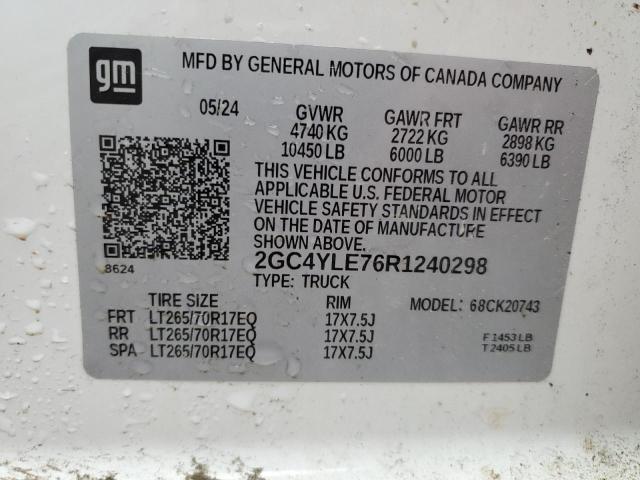 gm
MFD BY GENERAL MOTORS OF CANADA COMPANY
05/24 GVWR GAWR FRT GAWR RR
4740 KG 2722 KG 2898 KG
10450 LB 6000 LB 6390 LB
THIS VEHICLE CONFORMS TO ALL
APPLICABLE U.S. FEDERAL MOTOR
VEHICLE SAFETY STANDARDS IN EFFECT
ON THE DATE OF MANUFACTURE
SHOWN ABOVE.
8624 2GC4YLE76R1240298
TYPE: TRUCK
TIRE SIZE RIM MODEL: 68CK20743
FRT LT265/70R17EQ 17X7.5J
RR LT265/70R17EQ 17X7.5J F 1453 LB
SPA LT265/70R17EQ 17X7.5J T 2405 LB